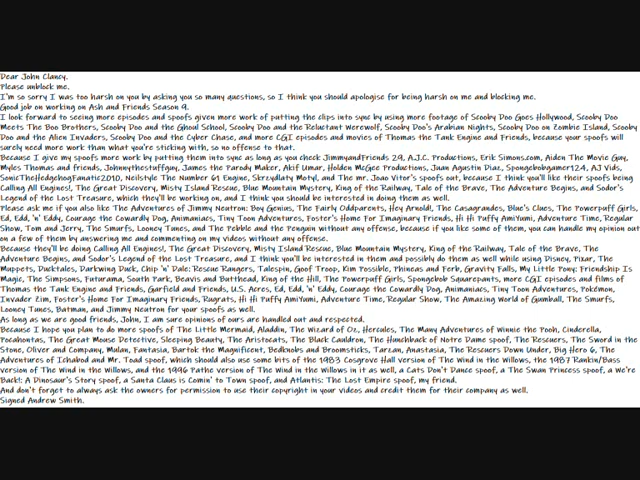 Dear John Clancy.
Please unblock me.
I'm so sorry I was too harsh on you by asking you so many questions, so I think you should apologise for being harsh on me and blocking me.
Good job on working on Ash and Friends Season 9.
I look forward to seeing more episodes and spoofs given more work of putting the clips into sync by using more footage of Scooby Doo Goes Hollywood, Scooby Doo
Meets The Boo Brothers, Scooby Doo and the Ghoul School, Scooby Doo and the Reluctant Werewolf, Scooby Doo's Arabian Nights, Scooby Doo on Zombie Island, Scooby
Doo and the Alien Invaders, Scooby Doo and the Cyber Chase, and more CGI episodes and movies of Thomas the Tank Engine and Friends, because your spoofs will
surely need more work than what you're sticking with, so no offense to that.
Because I give my spoofs more work by putting them into sync as long as you check JimmyandFriends 29, A.J.C. Productions, Erik Simons.com, Aiden The Movie Guy,
Myles Thomas and friends, Johnnythestuffguy, James the Parody Maker, Akif Umar, Holden McGee Productions, Juan Agustin Diaz, Spongebobgamer124, AJ Vids,
SonicTheHedgehogFanatic2010, Neilstyle The Number 61 Engine, Skrzydlaty Motyl, and The mr. Joao Vitor's spoofs out, because I think you'll like their spoofs being
Calling All Engines!, The Great Discovery, Misty Island Rescue, Blue Mountain Mystery, King of the Railway, Tale of the Brave, The Adventure Begins, and Sodor's
Legend of the Lost Treasure, which they'll be working on, and I think you should be interested in doing them as well.
Please ask me if you also like The Adventures of Jimmy Neutron: Boy Genius, The Fairly Oddparents, Hey Arnold!, The Casagrandes, Blue's Clues, The Powerpuff Girls,
Ed, Edd, 'n' Eddy, Courage the Cowardly Dog, Animaniacs, Tiny Toon Adventures, Foster's Home For Imaginary Friends, Hi Hi Puffy AmiYumi, Adventure Time, Regular
Show, Tom and Jerry, The Smurfs, Looney Tunes, and The Pebble and the Penguin without any offense, because if you like some of them, you can handle my opinion out
on a few of them by answering me and commenting on my videos without any offense.
Because they'll be doing Calling All Engines!, The Great Discovery, Misty Island Rescue, Blue Mountain Mystery, King of the Railway, Tale of the Brave, The
Adventure Begins, and Sodor's Legend of the Lost Treasure, and I think you'll be interested in them and possibly do them as well while using Disney, Pixar, The
Muppets, Ducktales, Darkwing Duck, Chip 'n' Dale: Rescue Rangers, Talespin, Goof Troop, Kim Possible, Phineas and Ferb, Gravity Falls, My Little Pony: Friendship Is
Magic, The Simpsons, Futurama, South Park, Beavis and Butthead, King of the Hill, The Powerpuff Girls, Spongebob Squarepants, more CGI episodes and films of
Thomas the Tank Engine and Friends, Garfield and Friends, U.S. Acres, Ed, Edd, 'n' Eddy, Courage the Cowardly Dog, Animaniacs, Tiny Toon Adventures, Pokémon,
Invader Zim, Foster's Home For Imaginary Friends, Rugrats, Hi Hi Puffy AmiYumi, Adventure Time, Regular Show, The Amazing World of Gumball, The Smurfs,
Looney Tunes, Batman, and Jimmy Neutron for your spoofs as well.
As long as we are good friends, John, I am sure opinions of ours are handled out and respected.
Because I hope you plan to do more spoofs of The Little Mermaid, Aladdin, The Wizard of Oz, Hercules, The Many Adventures of Winnie the Pooh, Cinderella,
Pocahontas, The Great Mouse Detective, Sleeping Beauty, The Aristocats, The Black Cauldron, The Hunchback of Notre Dame spoof, The Rescuers, The Sword in the
Stone, Oliver and Company, Mulan, Fantasia, Bartok the Magnificent, Bedknobs and Broomsticks, Tarzan, Anastasia, The Rescuers Down Under, Big Hero 6, The
Adventures of Ichabod and Mr. Toad spoof, which should also use some bits of the 1983 Cosgrove Hall version of The Wind in the Willows, the 1987 Rankin/Bass
version of The Wind in the Willows, and the 1996 Pathe version of The Wind in the Willows in it as well, a Cats Don't Dance spoof, a The Swan Princess spoof, a We're
Back!: A Dinosaur's Story spoof, a Santa Claus is Comin' to Town spoof, and Atlantis: The Lost Empire spoof, my friend.
And don't forget to always ask the owners for permission to use their copyright in your videos and credit them for their company as well.
Signed Andrew Smith.